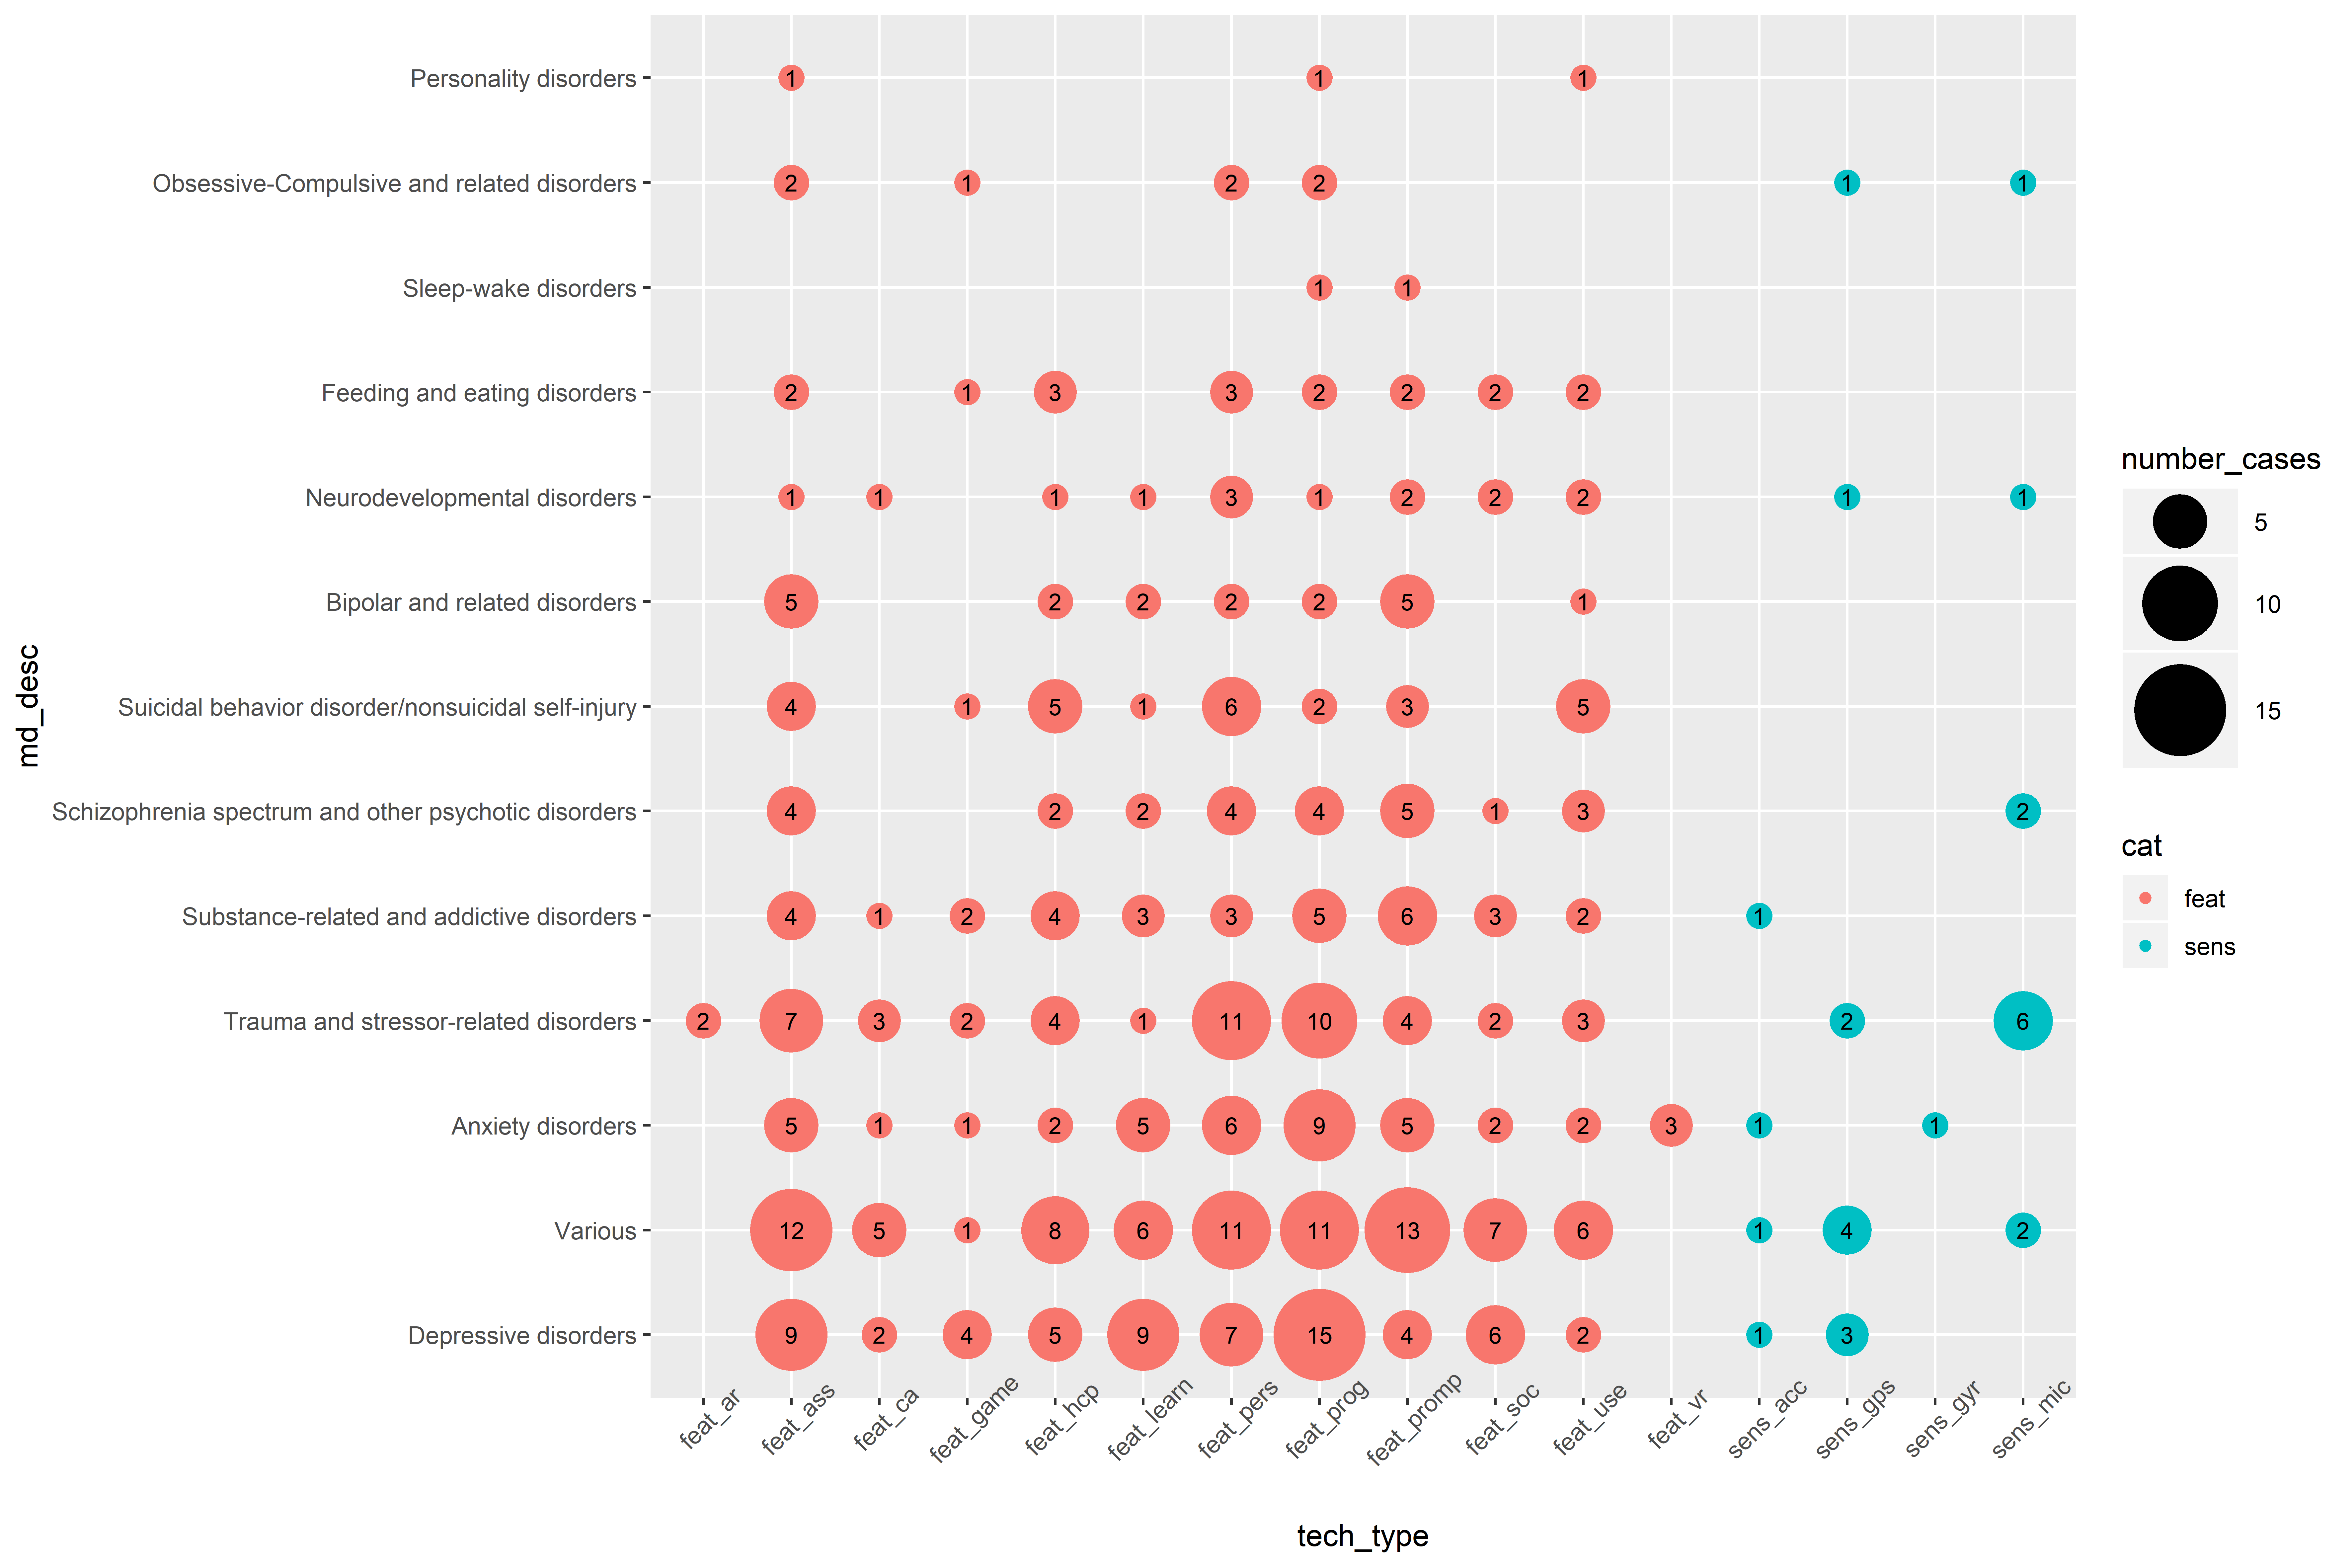 Personality disorders 1 1 1
Obsessive-Compulsive and related disorders 2 1 2 2 1 1
Sleep-wake disorders 1 1
Feeding and eating disorders 2 1 3 3 2 2 2 2
Neurodevelopmental disorders 1 1 1 1 3 1 2 2 2 1 1
Bipolar and related disorders 5 2 2 2 2 5 1
Suicidal behavior disorder/nonsuicidal self-injury 4 1 5 1 6 2 3 5
Schizophrenia spectrum and other psychotic disorders 4 2 2 4 4 5 1 3 2
Substance-related and addictive disorders 4 1 2 4 3 3 5 6 3 2 1
Trauma and stressor-related disorders 2 7 3 2 4 1 11 10 4 2 3 2 6
Anxiety disorders 5 1 1 2 5 6 9 5 2 2 3 1 1
Various 12 5 1 8 6 11 11 13 7 6 1 4 2
Depressive disorders 9 2 4 5 9 7 15 4 6 2 1 3
feat_ar feat_ass feat_ca feat_game feat_hcp feat_learn feat_pers feat_prog feat_promp feat_soc feat_use feat_vr sens_acc sens_gps sens_gyr sens_mic
tech_type
md_desc
number_cases
5
10
15
cat
feat
sens